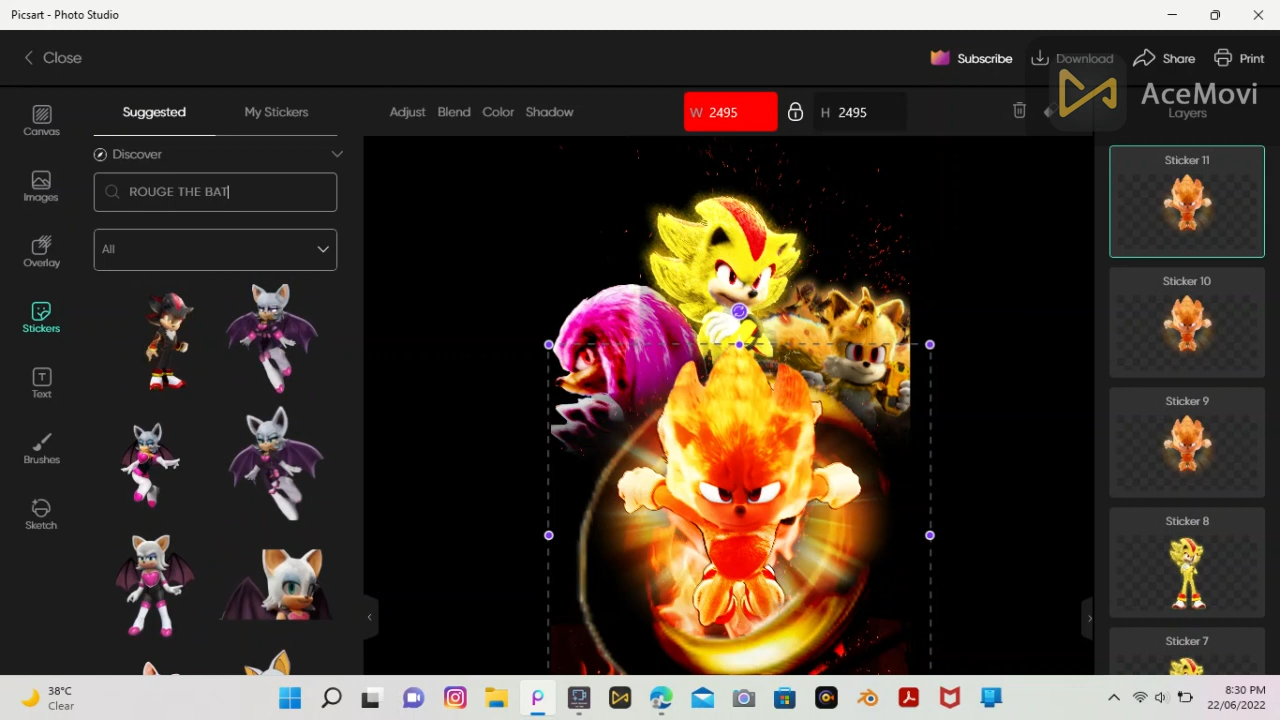 Picsart - Photo Studio
Close
Subscribe
Download
Share
Print
AceMovi
Canvas
Images
Overlay
Stickers
Text
Brushes
Sketch
Suggested
My Stickers
Discover
ROUGE THE BAT
All
Adjust
Blend
Color
Shadow
W 2495
H 2495
Layers
Sticker 11
Sticker 10
Sticker 9
Sticker 8
Sticker 7
38°C
Clear
8:30 PM
22/06/2022